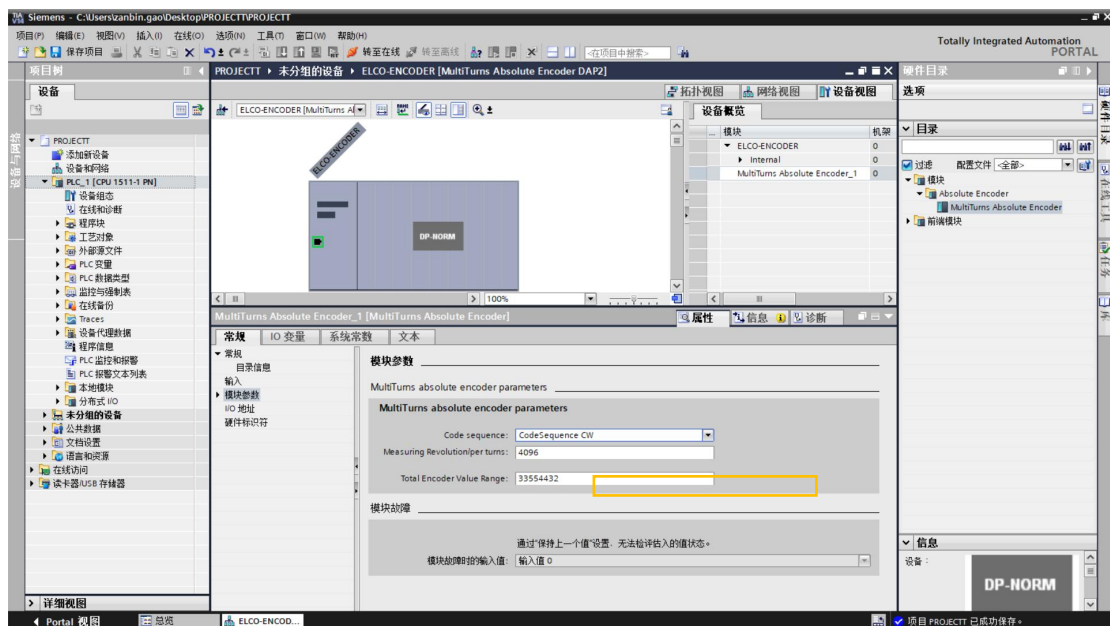 Siemens - C:\Users\zanbin.gao\Desktop\PROJECTT\PROJECTT
项目(P) 编辑(E) 视图(V) 插入(I) 在线(O) 选项(N) 工具(T) 窗口(W) 帮助(H)
Totally Integrated Automation
PORTAL
保存项目
转至在线
转至离线
<在项目中搜索>
项目树
设备
设备与网络
PROJECTT
添加新设备
设备和网络
PLC_1 [CPU 1511-1 PN]
设备组态
在线和诊断
程序块
工艺对象
外部源文件
PLC 变量
PLC 数据类型
监控与强制表
在线备份
Traces
设备代理数据
程序信息
PLC 监控和报警
PLC 报警文本列表
本地模块
分布式 I/O
未分组的设备
公共数据
文档设置
语言和资源
在线访问
读卡器/USB 存储器
详细视图
PROJECTT 未分组的设备 ELCO-ENCODER [MultiTurns Absolute Encoder DAP2]
拓扑视图 网络视图 设备视图
ELCO-ENCODER [MultiTurns Al
ELCO-ENCODER
DP-NORM
100%
设备概览
模块 机架
ELCO-ENCODER 0
Internal 0
MultiTurns Absolute Encoder_1 0
MultiTurns Absolute Encoder_1 [MultiTurns Absolute Encoder]
属性 信息 诊断
常规 IO 变量 系统常数 文本
常规
目录信息
输入
模块参数
I/O 地址
硬件标识符
模块参数
MultiTurns absolute encoder parameters
MultiTurns absolute encoder parameters
Code sequence: CodeSequence CW
Measuring Revolution/per turns: 4096
Total Encoder Value Range: 33554432
模块故障
通过"保持上一个值"设置，无法检评估入的值状态。
模块故障时的输入值: 输入值 0
硬件目录
选项
目录
过滤 配置文件 <全部>
模块
Absolute Encoder
MultiTurns Absolute Encoder
前端模块
信息
设备：
DP-NORM
Portal 视图 总览 ELCO-ENCOD...
项目 PROJECTT 已成功保存。